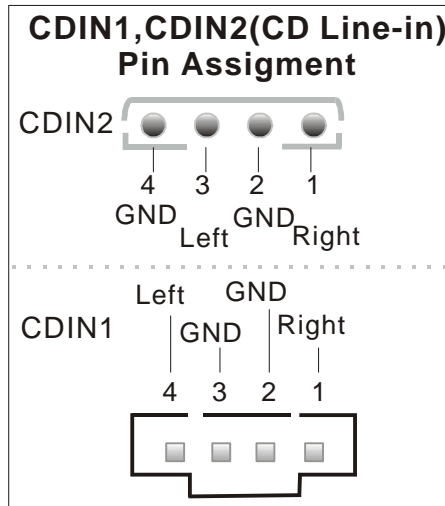 CDIN1,CDIN2(CD Line-in)
Pin Assigment
CDIN2
4 3 2 1
GND Left GND Right
Left GND GND Right
CDIN1
4 3 2 1